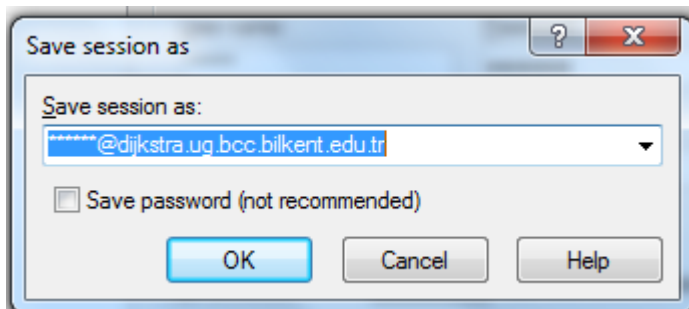 Save session as
Save session as:
******@dijkstra.ug.bcc.bilkent.edu.tr
Save password (not recommended)
OK Cancel Help